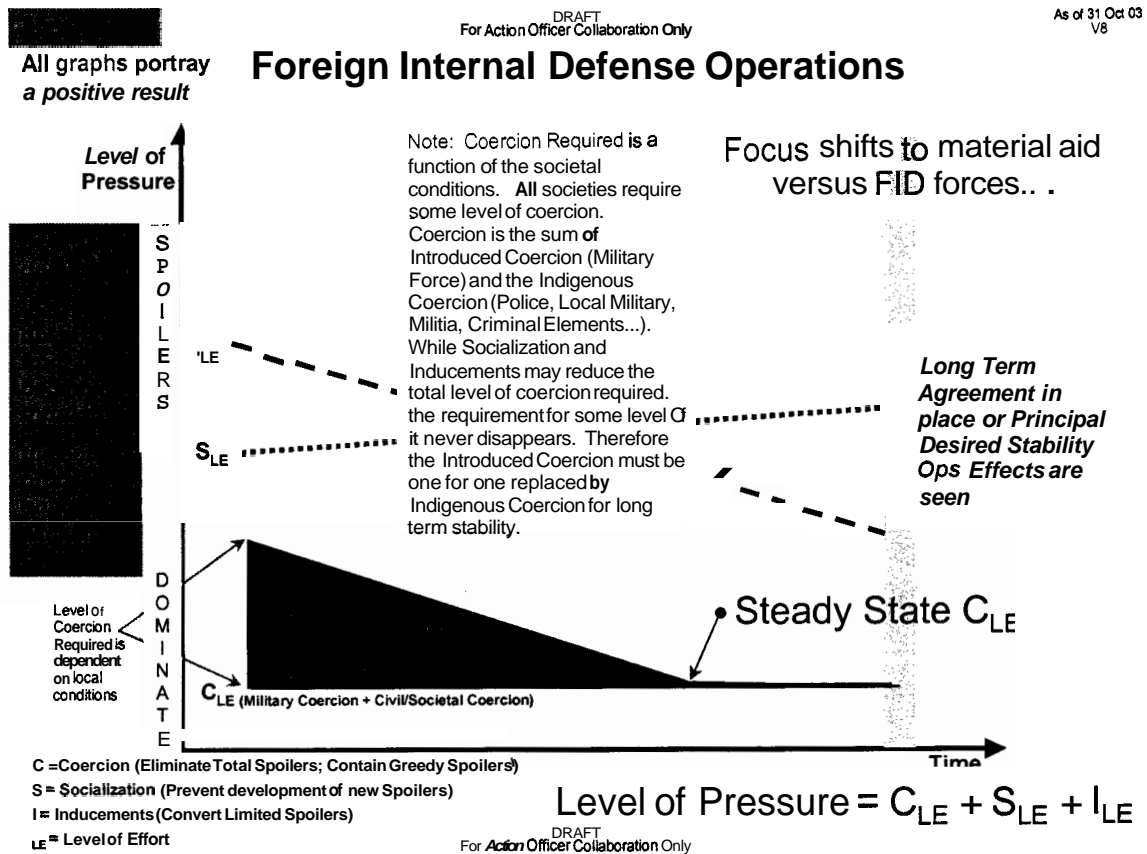 DRAFT
For Action Officer Collaboration Only
As of 31 Oct 03
V8
All graphs portray
a positive result
Foreign Internal Defense Operations
Level of
Pressure
Note: Coercion Required is a
function of the societal
conditions. All societies require
some level of coercion.
Coercion is the sum of
Introduced Coercion (Military
Force) and the Indigenous
Coercion (Police, Local Military,
Militia, Criminal Elements...).
While Socialization and
Inducements may reduce the
total level of coercion required.
the requirement for some level Of
it never disappears. Therefore
the Introduced Coercion must be
one for one replaced by
Indigenous Coercion for long
term stability.
Focus shifts to material aid
versus FID forces.. .
SPOILERS
'LE
SLE
Long Term
Agreement in
place or Principal
Desired Stability
Ops Effects are
seen
DOMINATE
Level of
Coercion
Required is
dependent
on local
conditions
Steady State CLE
CLE (Military Coercion + Civil/Societal Coercion)
Time
C =Coercion (Eliminate Total Spoilers; Contain Greedy Spoilers)
S = Socialization (Prevent development of new Spoilers)
I = Inducements (Convert Limited Spoilers)
LE = Level of Effort
Level of Pressure = CLE + SLE + ILE
DRAFT
For Action Officer Collaboration Only